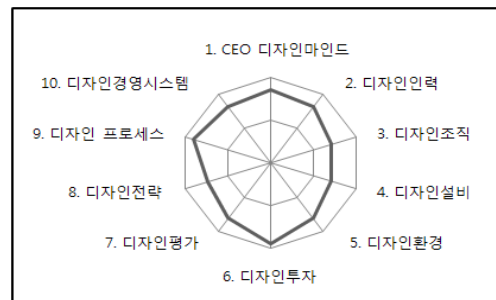 1. CEO 디자인마인드
2. 디자인인력
3. 디자인조직
4. 디자인설비
5. 디자인환경
6. 디자인투자
7. 디자인평가
8. 디자인전략
9. 디자인 프로세스
10. 디자인경영시스템